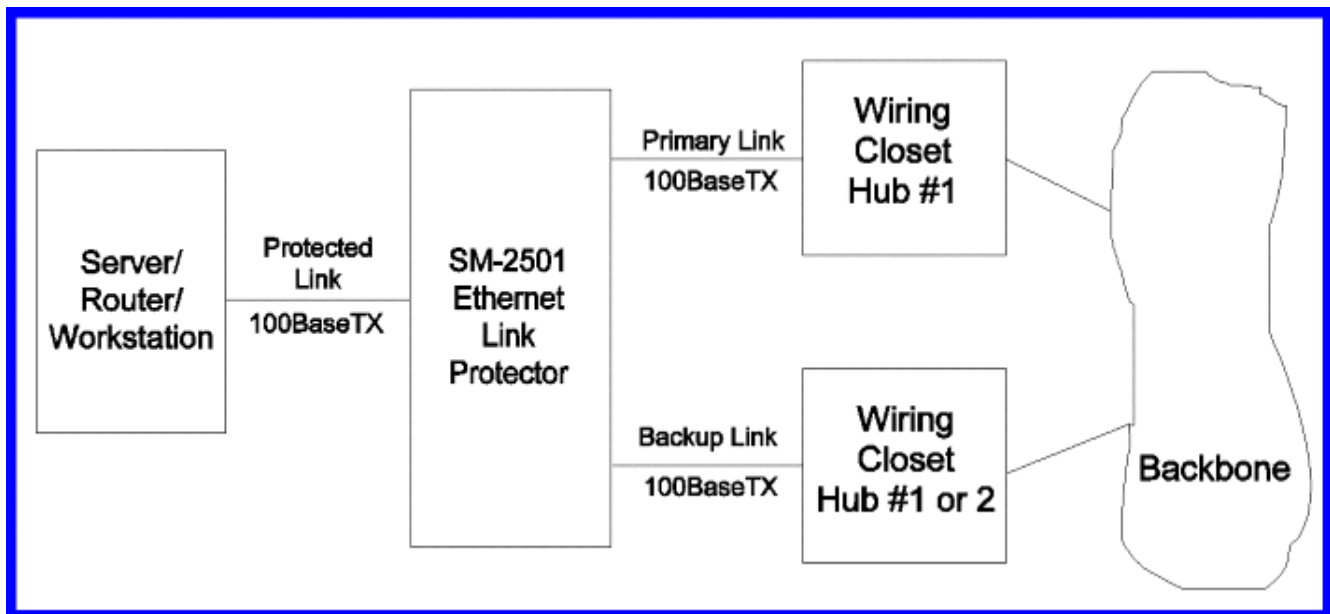 Server/
Router/
Workstation
Protected
Link
100BaseTX
SM-2501
Ethernet
Link
Protector
Primary Link
100BaseTX
Wiring
Closet
Hub #1
Backup Link
100BaseTX
Wiring
Closet
Hub #1 or 2
Backbone